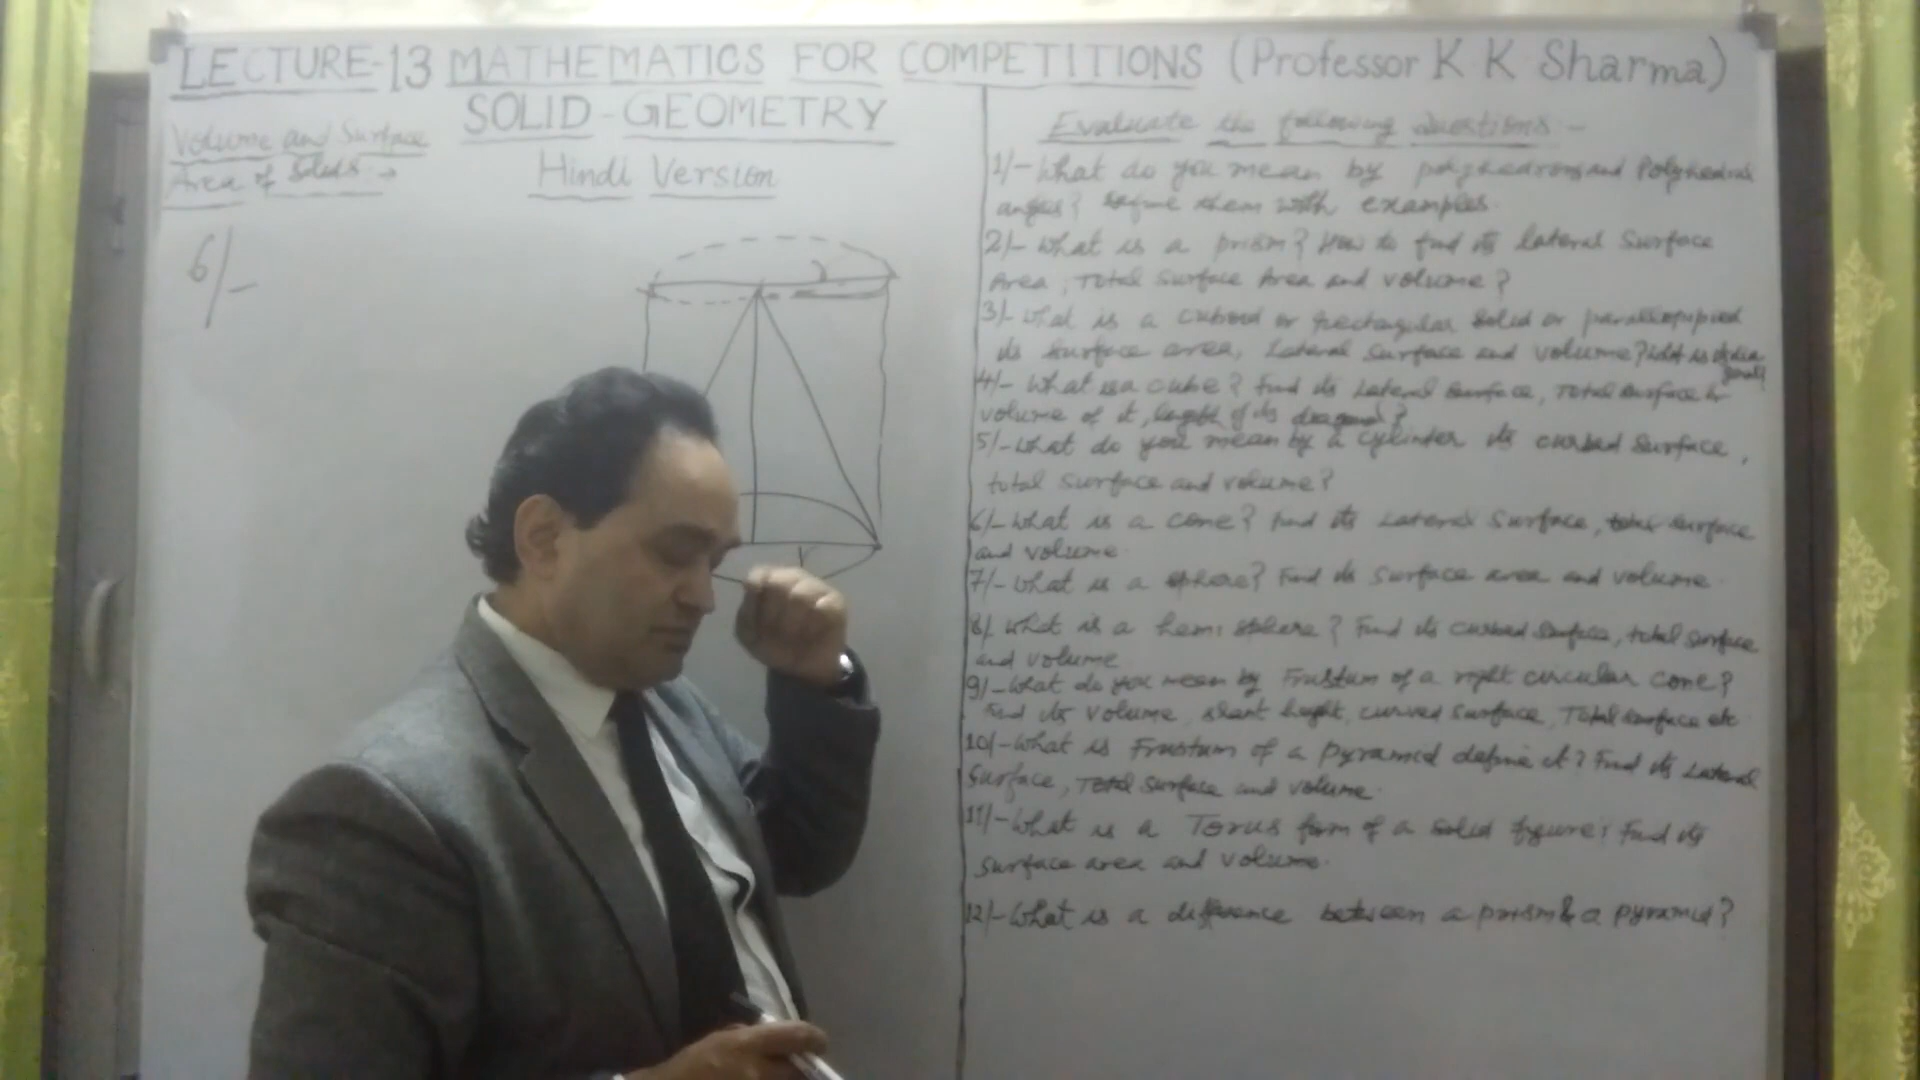 LECTURE-13 MATHEMATICS FOR COMPETITIONS (Professor K K Sharma)
SOLID-GEOMETRY
Hindi Version
Volume and Surface
Area of Solids:→
6/-
Evaluate the following Questions:-
1/- What do you mean by polyhedrons and Polyhedral
angles? Define them with examples.
2/- What is a prism? How to find its lateral Surface
Area, Total Surface Area and volume?
3/- What is a cuboid or Rectangular Solid or
its Surface area, Lateral Surface and volume? What is its
4/- What is a cube? Find its Lateral Surface, Total Surface &
volume of it, length of its diagonal?
5/- What do you mean by a cylinder its curved Surface,
total surface and volume?
6/- What is a cone? Find its Lateral Surface, total surface
and volume
7/- What is a sphere? Find its Surface area and volume.
8/- What is a hemisphere? Find its curved Surface, total surface
and volume
9/- What do you mean by Frustum of a right circular cone?
Find its volume, slant height, curved surface, Total surface etc
10/- What is Frustum of a pyramid define it? Find its Lateral
Surface, Total Surface and volume.
11/- What is a Torus form of a solid figure? Find its
surface area and volume.
12/- What is a difference between a prism & a pyramid?